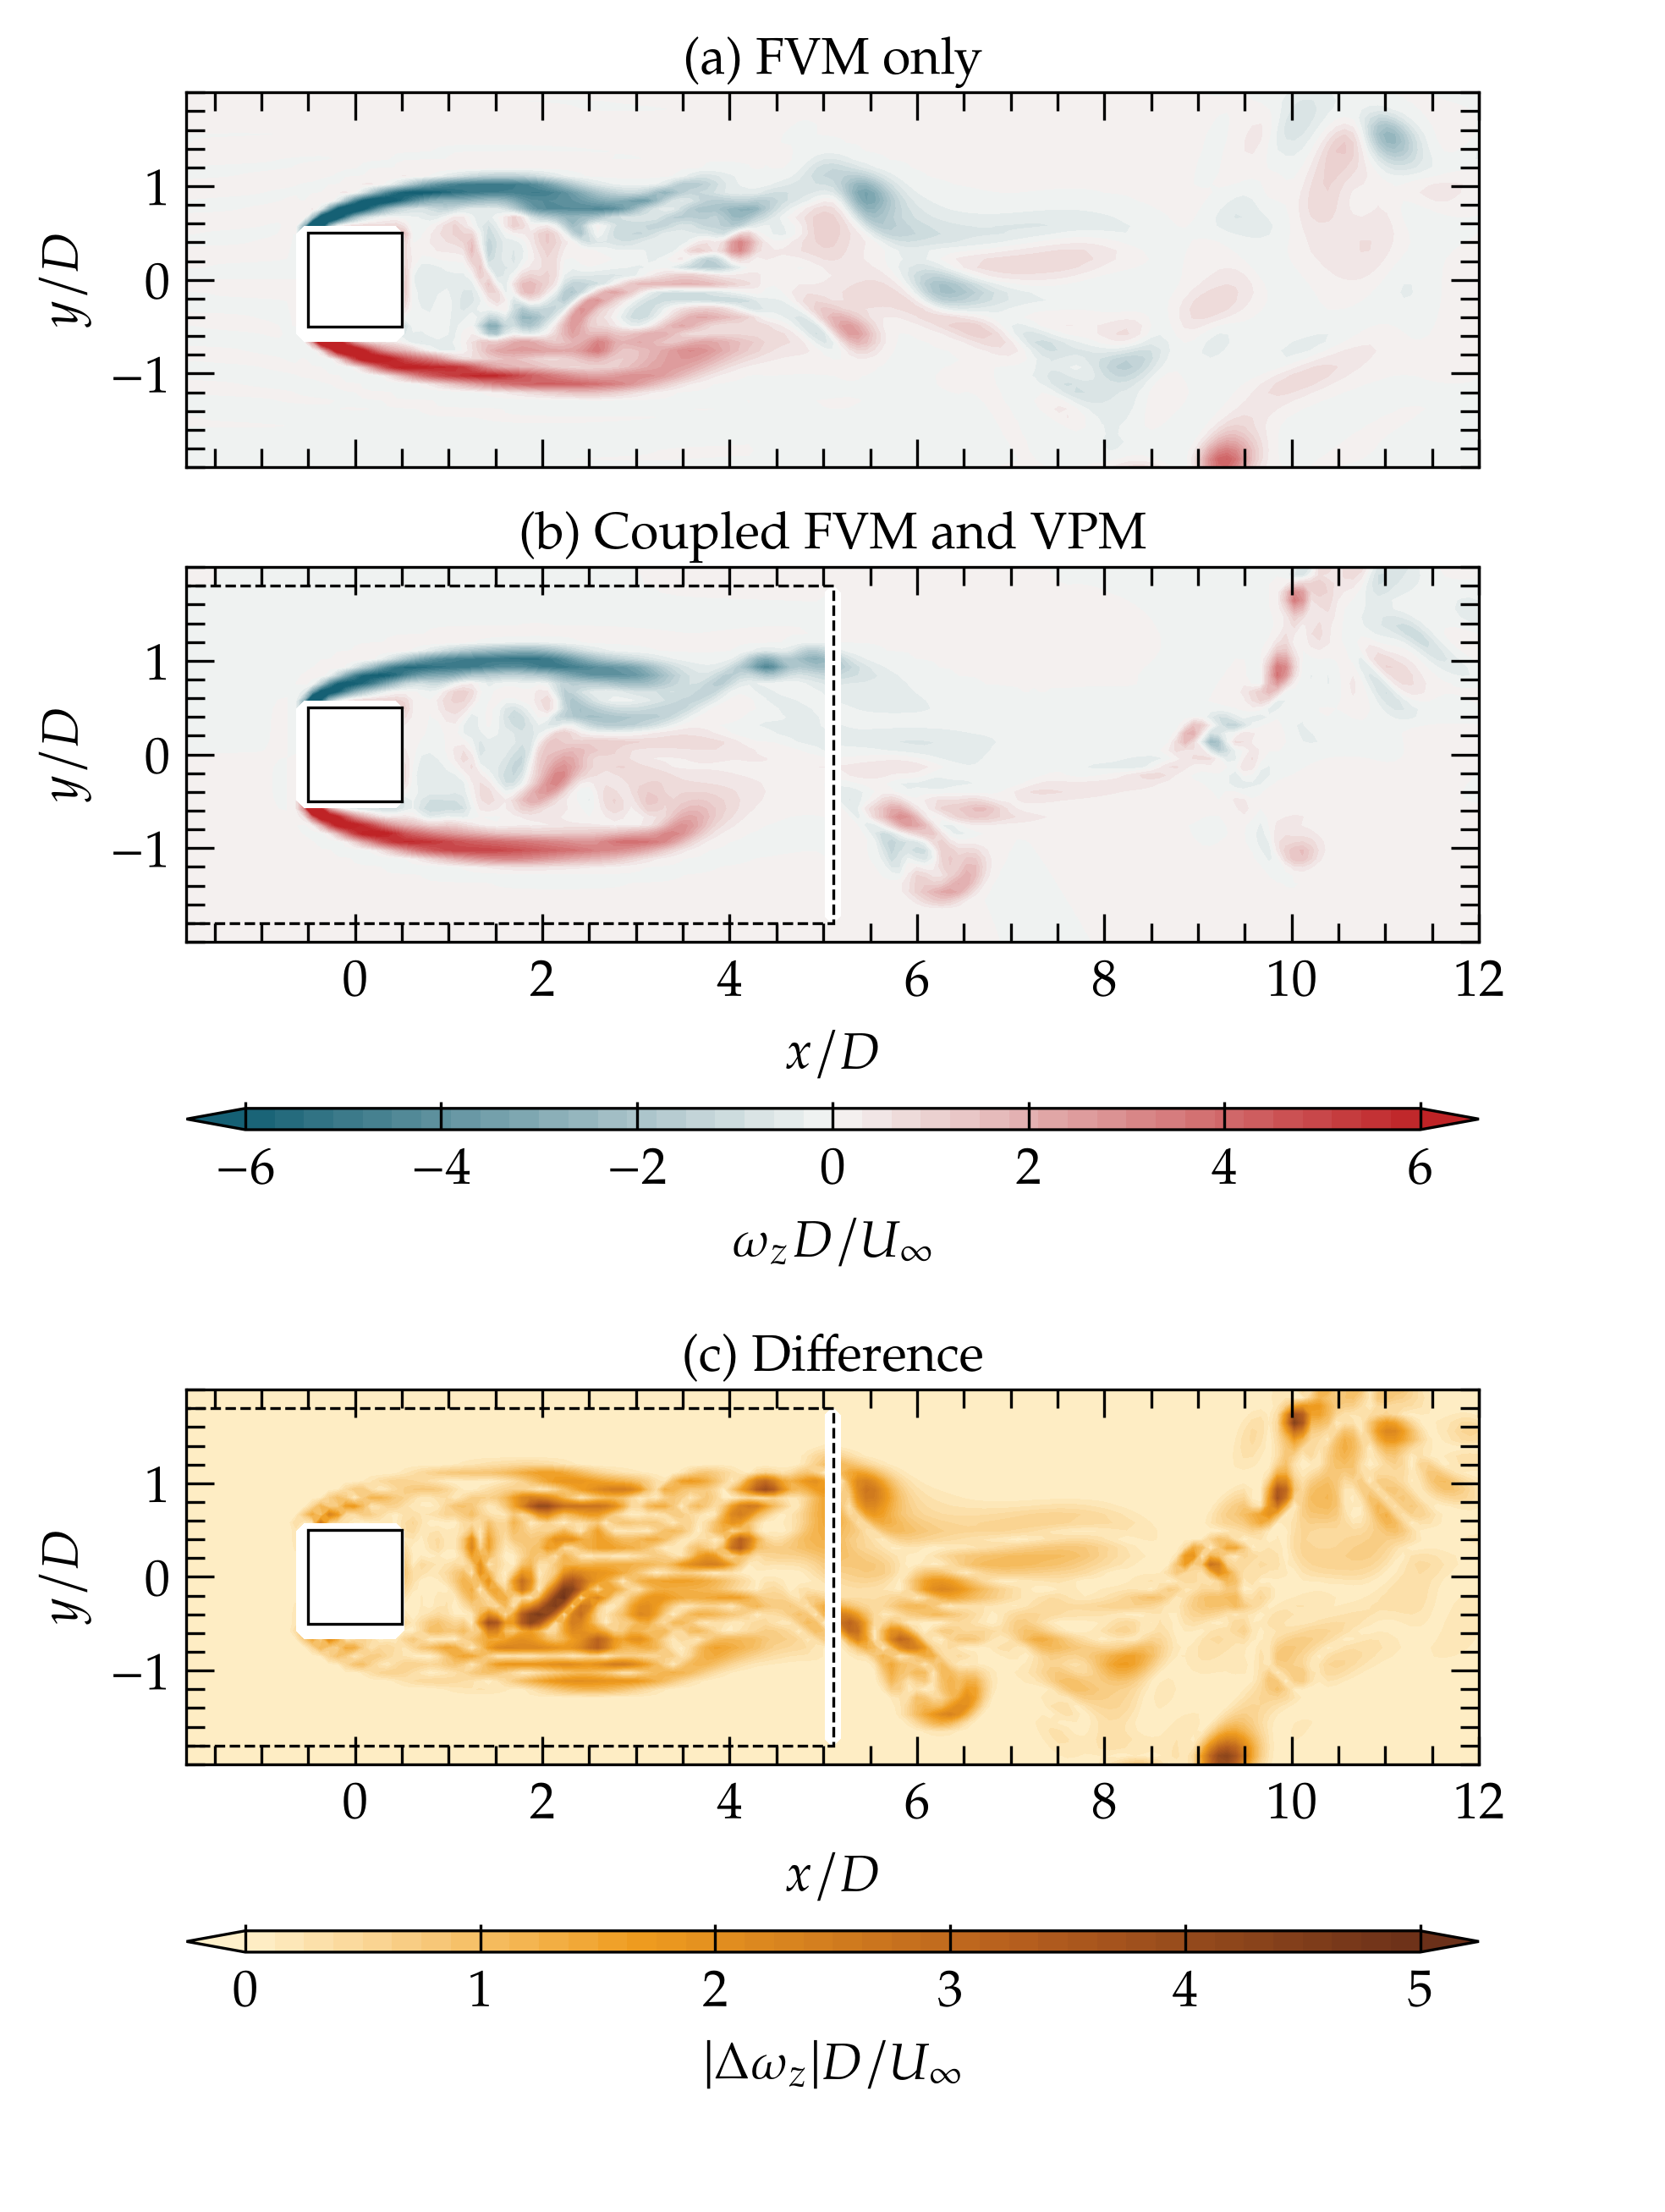 (a) FVM only
y/D
1
0
−1
(b) Coupled FVM and VPM
y/D
1
0
−1
0 2 4 6 8 10 12
x/D
−6 −4 −2 0 2 4 6
ω_z D/U_∞
(c) Difference
y/D
1
0
−1
0 2 4 6 8 10 12
x/D
0 1 2 3 4 5
|Δω_z|D/U_∞